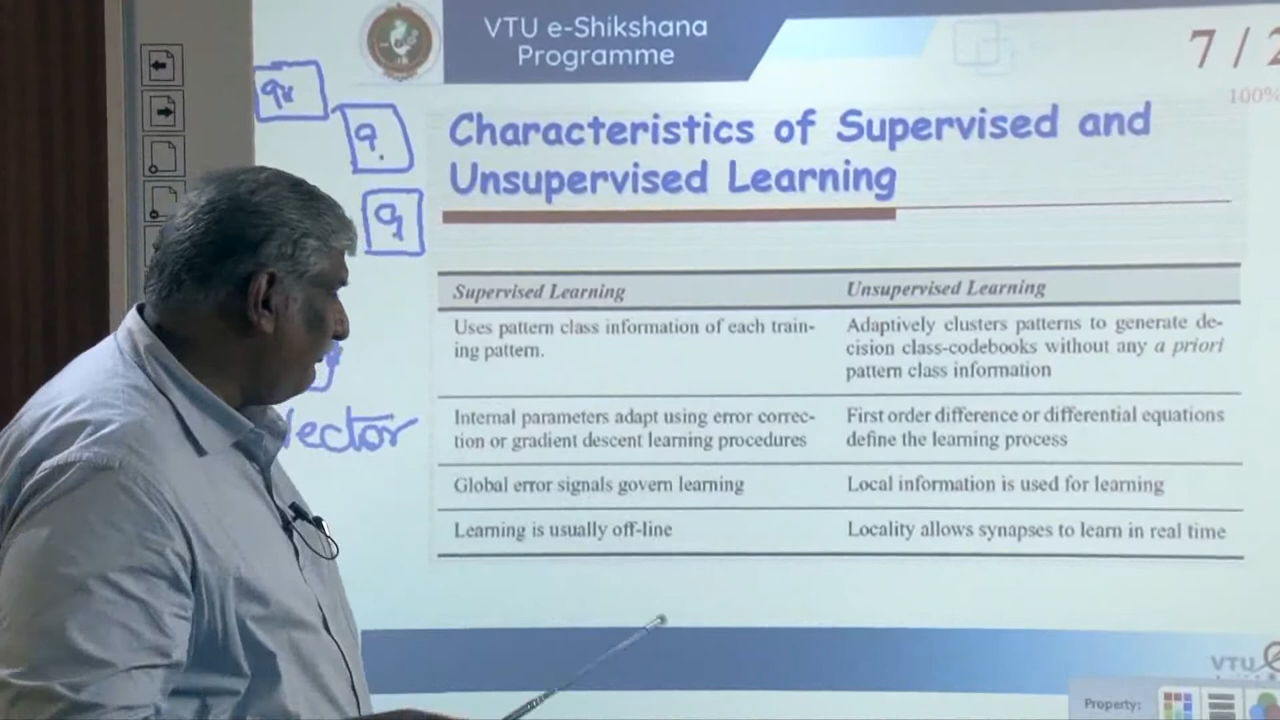 VTU e-Shikshana
Programme
7 / 2
100%
Characteristics of Supervised and
Unsupervised Learning
Supervised Learning
Unsupervised Learning
Uses pattern class information of each train-
ing pattern.
Adaptively clusters patterns to generate de-
cision class-codebooks without any a priori
pattern class information
Internal parameters adapt using error correc-
tion or gradient descent learning procedures
First order difference or differential equations
define the learning process
Global error signals govern learning
Local information is used for learning
Learning is usually off-line
Locality allows synapses to learn in real time
VTU
Property: